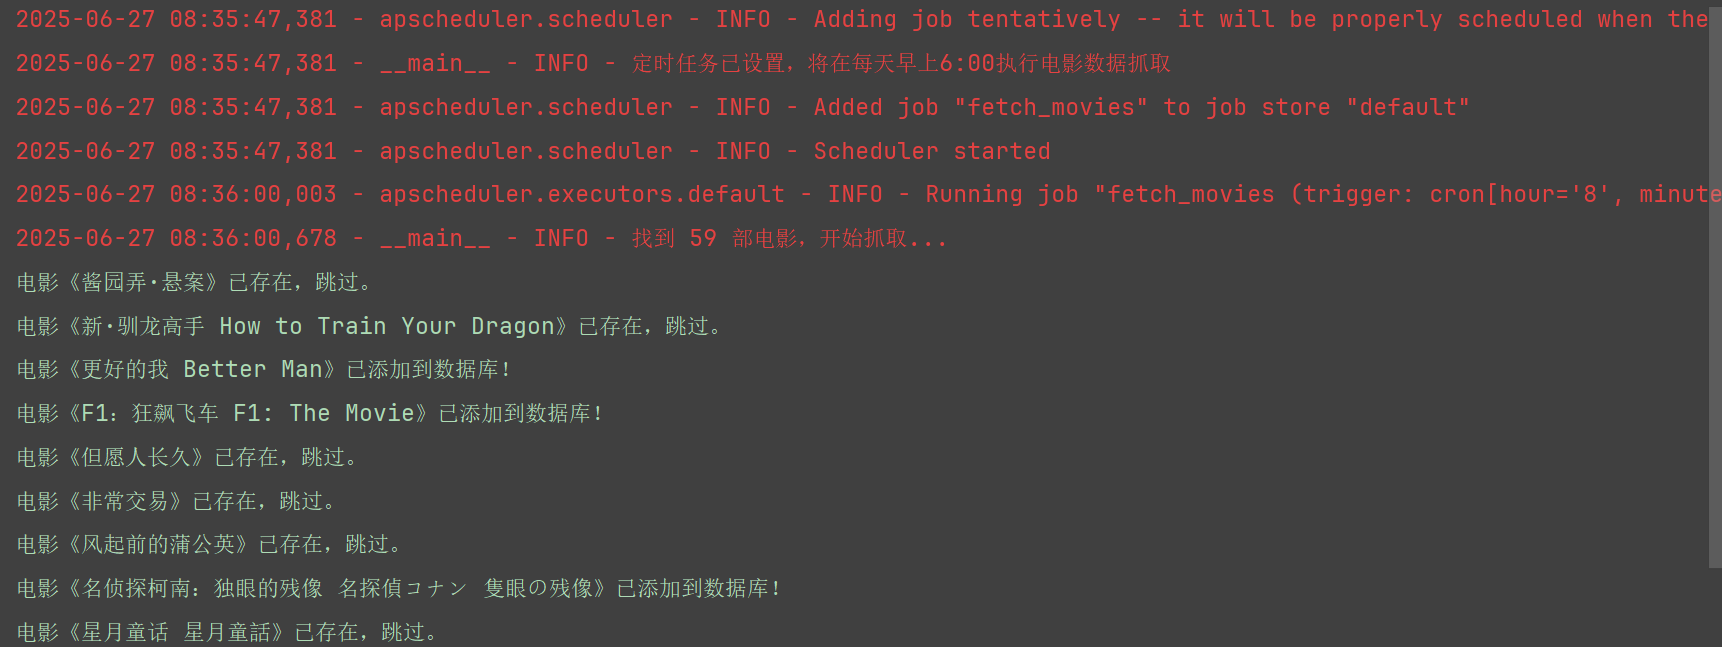 2025-06-27 08:35:47,381 - apscheduler.scheduler - INFO - Adding job tentatively -- it will be properly scheduled when the
2025-06-27 08:35:47,381 - __main__ - INFO - 定时任务已设置，将在每天早上6:00执行电影数据抓取
2025-06-27 08:35:47,381 - apscheduler.scheduler - INFO - Added job "fetch_movies" to job store "default"
2025-06-27 08:35:47,381 - apscheduler.scheduler - INFO - Scheduler started
2025-06-27 08:36:00,003 - apscheduler.executors.default - INFO - Running job "fetch_movies (trigger: cron[hour='8', minute
2025-06-27 08:36:00,678 - __main__ - INFO - 找到 59 部电影，开始抓取...
电影《酱园弄·悬案》已存在，跳过。
电影《新·驯龙高手 How to Train Your Dragon》已存在，跳过。
电影《更好的我 Better Man》已添加到数据库！
电影《F1：狂飙飞车 F1: The Movie》已添加到数据库！
电影《但愿人长久》已存在，跳过。
电影《非常交易》已存在，跳过。
电影《风起前的蒲公英》已存在，跳过。
电影《名侦探柯南：独眼的残像 名探偵コナン 隻眼の残像》已添加到数据库！
电影《星月童话 星月童話》已存在，跳过。